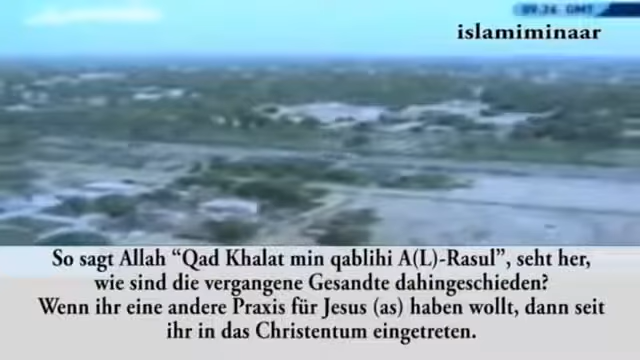 09:26 GMT
islamiminaar
So sagt Allah “Qad Khalat min qablihi A(L)-Rasul”, seht her,
wie sind die vergangene Gesandte dahingeschieden?
Wenn ihr eine andere Praxis für Jesus (as) haben wollt, dann seit
ihr in das Christentum eingetreten.